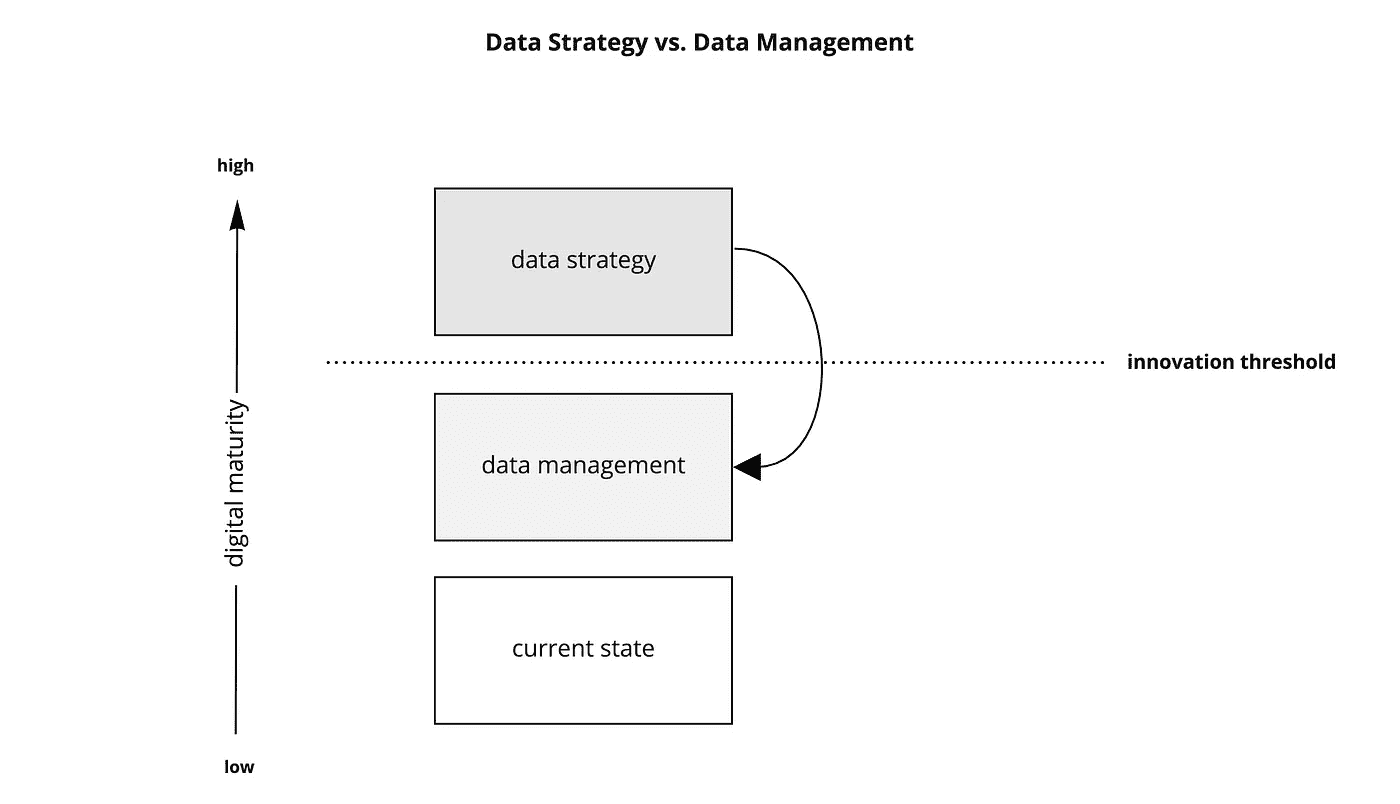 Data Strategy vs. Data Management
high
data strategy
innovation threshold
digital maturity
data management
current state
low